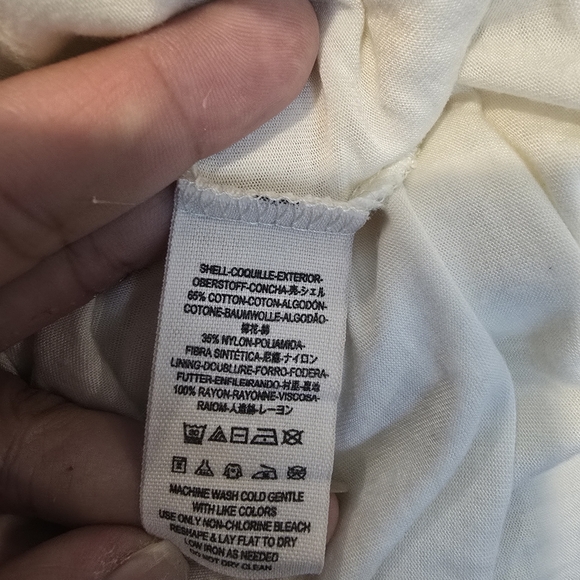 SHELL-COQUILLE-EXTERIOR-
OBERSTOFF-CONCHA-売-シェル
65% COTTON-COTON-ALGODÓN-
COTONE-BAUMWOLLE-ALGODÃO-
棉花-綿
35% NYLON-POLIAMIDA-
FIBRA SINTÉTICA-尼龍-ナイロン
LINING-DOUBLURE-FORRO-FODERA-
FUTTER-ENFILEIRANDO-村里-裏地
100% RAYON-RAYONNE-VISCOSA-
RAIOM-人造絲-レーヨン
MACHINE WASH COLD GENTLE
WITH LIKE COLORS
USE ONLY NON-CHLORINE BLEACH
RESHAPE & LAY FLAT TO DRY
LOW IRON AS NEEDED
DO NOT DRY CLEAN